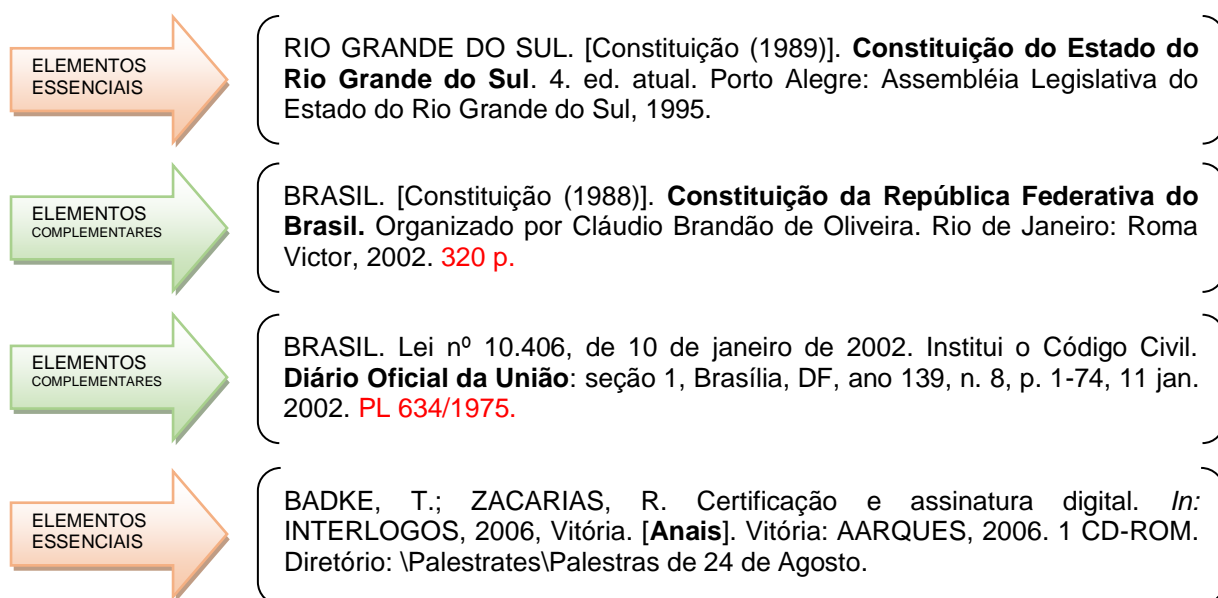 ELEMENTOS
ESSENCIAIS
RIO GRANDE DO SUL. [Constituição (1989)]. Constituição do Estado do
Rio Grande do Sul. 4. ed. atual. Porto Alegre: Assembléia Legislativa do
Estado do Rio Grande do Sul, 1995.
ELEMENTOS
COMPLEMENTARES
BRASIL. [Constituição (1988)]. Constituição da República Federativa do
Brasil. Organizado por Cláudio Brandão de Oliveira. Rio de Janeiro: Roma
Victor, 2002. 320 p.
ELEMENTOS
COMPLEMENTARES
BRASIL. Lei nº 10.406, de 10 de janeiro de 2002. Institui o Código Civil.
Diário Oficial da União: seção 1, Brasília, DF, ano 139, n. 8, p. 1-74, 11 jan.
2002. PL 634/1975.
ELEMENTOS
ESSENCIAIS
BADKE, T.; ZACARIAS, R. Certificação e assinatura digital. In:
INTERLOGOS, 2006, Vitória. [Anais]. Vitória: AARQUES, 2006. 1 CD-ROM.
Diretório: \Palestrates\Palestras de 24 de Agosto.